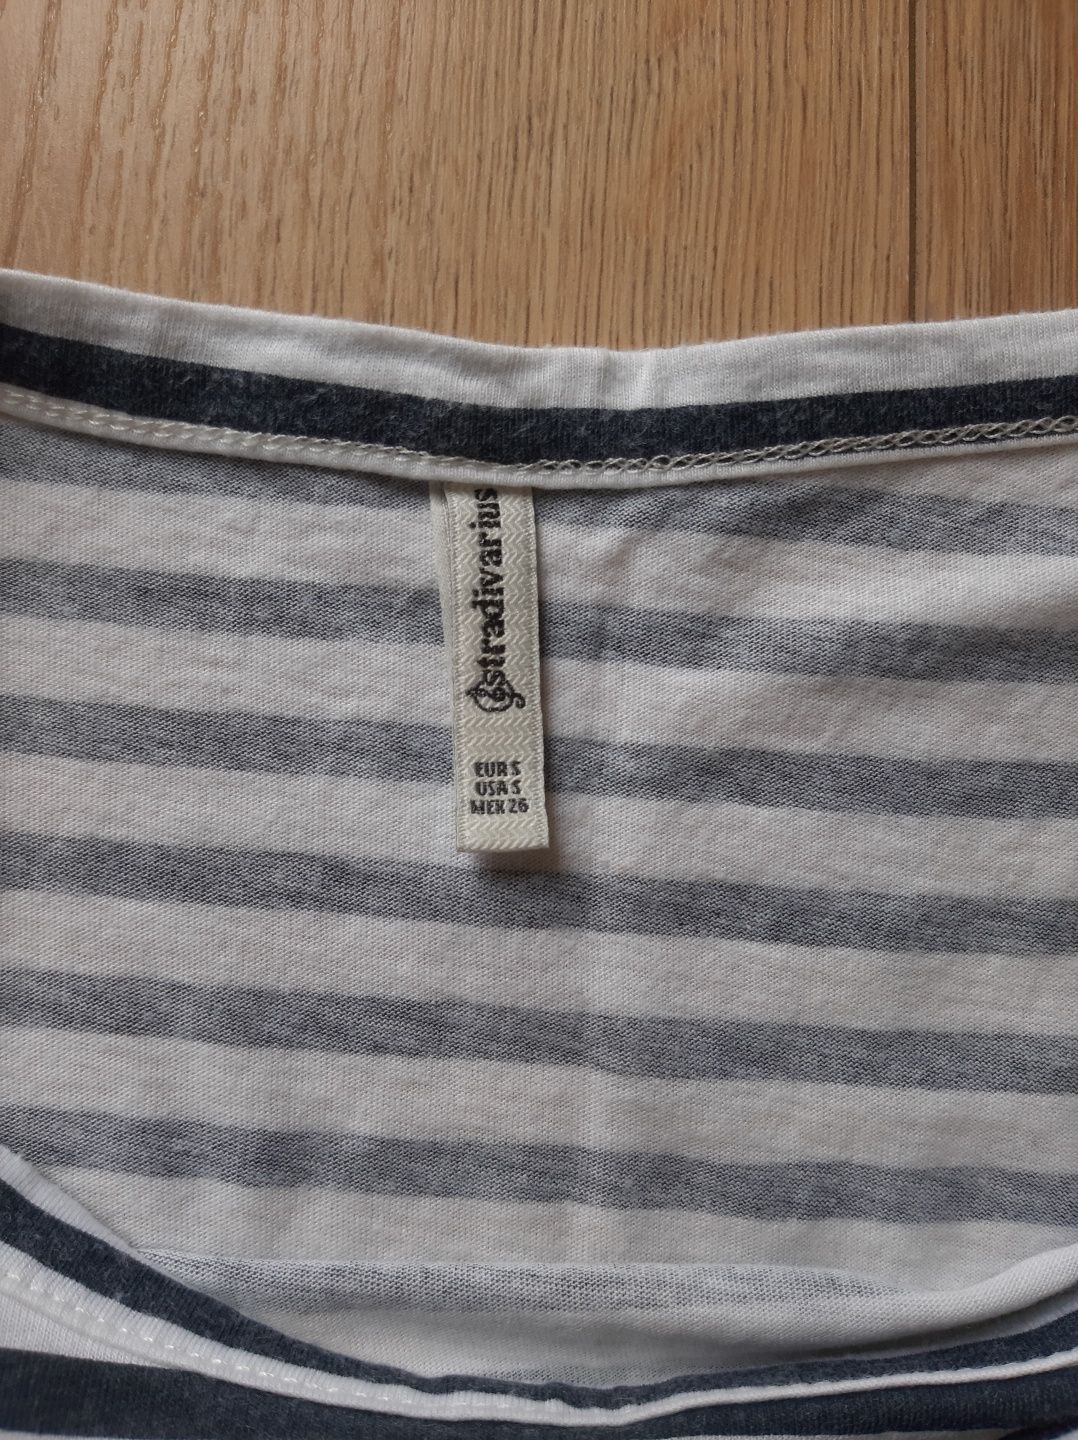 stradivarius
EUR S
USA S
MEX 26